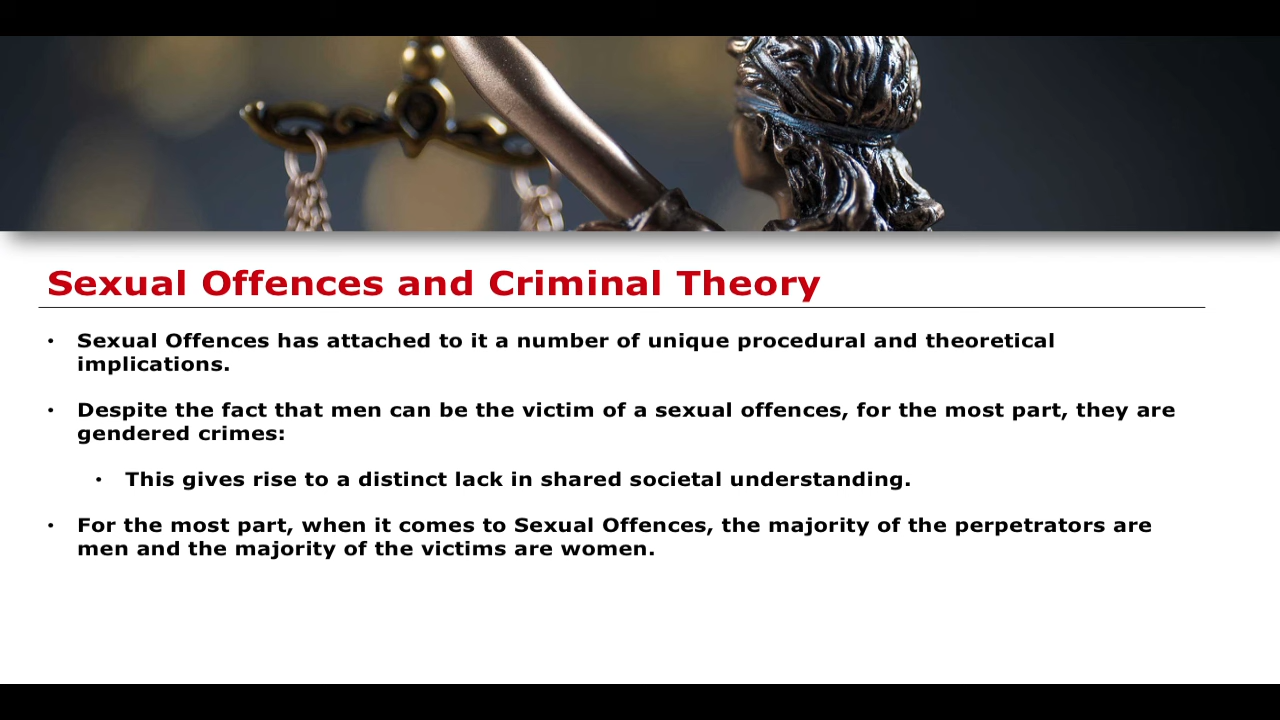 Sexual Offences and Criminal Theory
• Sexual Offences has attached to it a number of unique procedural and theoretical
implications.
• Despite the fact that men can be the victim of a sexual offences, for the most part, they are
gendered crimes:
• This gives rise to a distinct lack in shared societal understanding.
• For the most part, when it comes to Sexual Offences, the majority of the perpetrators are
men and the majority of the victims are women.